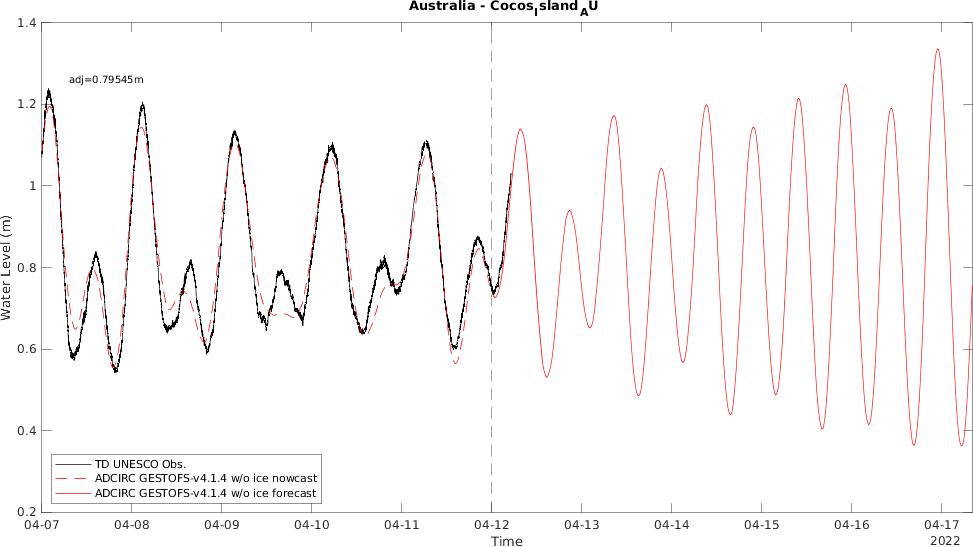 Australia - CocosIslandAU
adj=0.79545m
Water Level (m)
1.4
1.2
1
0.8
0.6
0.4
0.2
TD UNESCO Obs.
ADCIRC GESTOFS-v4.1.4 w/o ice nowcast
ADCIRC GESTOFS-v4.1.4 w/o ice forecast
04-07 04-08 04-09 04-10 04-11 04-12 04-13 04-14 04-15 04-16 04-17
Time
2022